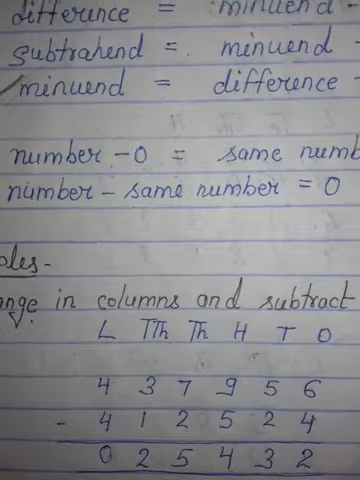 difference = minuend -
subtrahend = minuend -
minuend = difference -
number - 0 = same numb
number - same number = 0
ples -
ange in columns and subtract
L TTh Th H T O
4 3 7 9 5 6
- 4 1 2 5 2 4
0 2 5 4 3 2